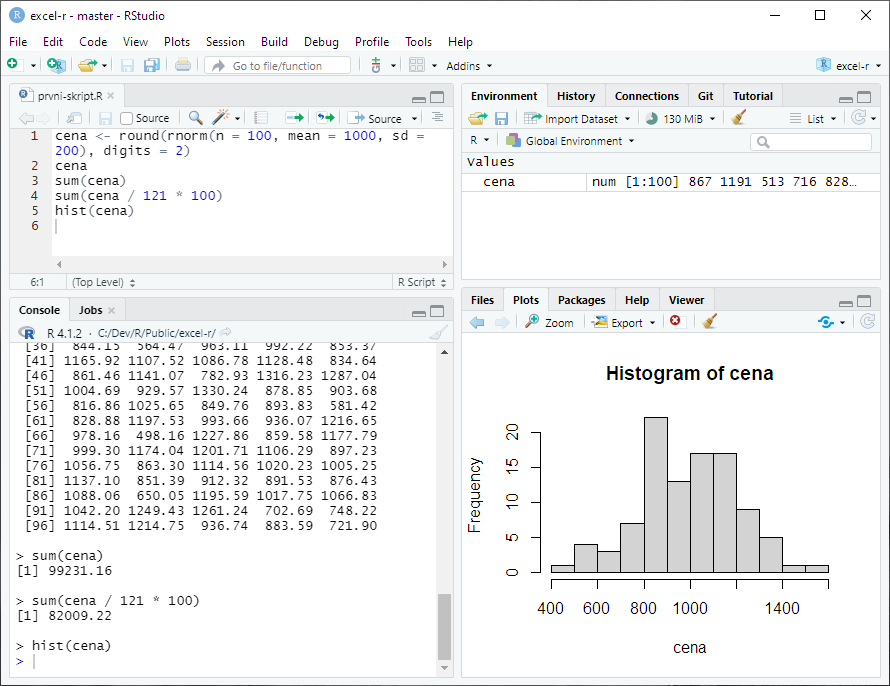 excel-r - master - RStudio
File Edit Code View Plots Session Build Debug Profile Tools Help
Go to file/function Addins excel-r
prvni-skript.R
Source Source
1 cena <- round(rnorm(n = 100, mean = 1000, sd =
200), digits = 2)
2 cena
3 sum(cena)
4 sum(cena / 121 * 100)
5 hist(cena)
6
6:1 (Top Level) R Script
Console Jobs
R 4.1.2 · C:/Dev/R/Public/excel-r/
[36] 844.15 564.47 963.11 992.22 853.37
[41] 1165.92 1107.52 1086.78 1128.48 834.64
[46] 861.46 1141.07 782.93 1316.23 1287.04
[51] 1004.69 929.57 1330.24 878.85 903.68
[56] 816.86 1025.65 849.76 893.83 581.42
[61] 828.88 1197.53 993.66 936.07 1216.65
[66] 978.16 498.16 1227.86 859.58 1177.79
[71] 999.30 1174.04 1201.71 1106.29 897.23
[76] 1056.75 863.30 1114.56 1020.23 1005.25
[81] 1137.10 851.39 912.32 891.53 876.43
[86] 1088.06 650.05 1195.59 1017.75 1066.83
[91] 1042.20 1249.43 1261.24 702.69 748.22
[96] 1114.51 1214.75 936.74 883.59 721.90
> sum(cena)
[1] 99231.16
> sum(cena / 121 * 100)
[1] 82009.22
> hist(cena)
>
Environment History Connections Git Tutorial
Import Dataset 130 MiB List
R Global Environment
Values
cena num [1:100] 867 1191 513 716 828…
Files Plots Packages Help Viewer
Zoom Export
Histogram of cena
Frequency
20
15
10
5
0
400 600 800 1000 1400
cena